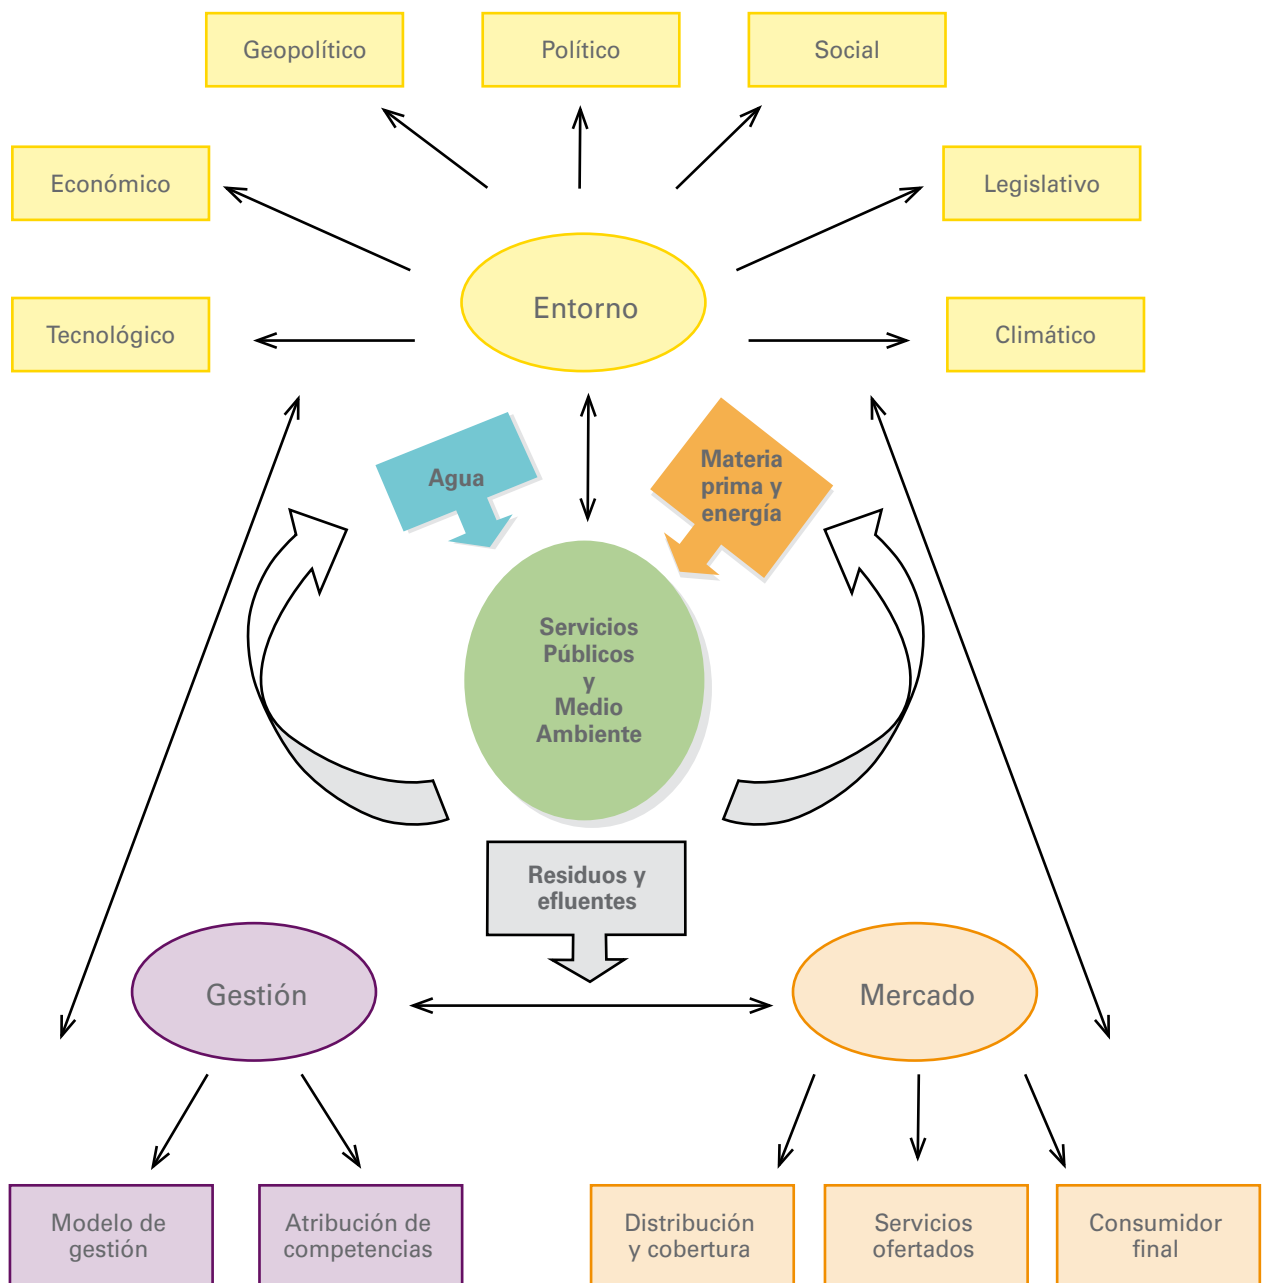 Geopolítico
Político
Social
Económico
Legislativo
Entorno
Tecnológico
Climático
Agua
Materia
prima y
energía
Servicios
Públicos
y
Medio
Ambiente
Residuos y
efluentes
Gestión
Mercado
Modelo de
gestión
Atribución de
competencias
Distribución
y cobertura
Servicios
ofertados
Consumidor
final